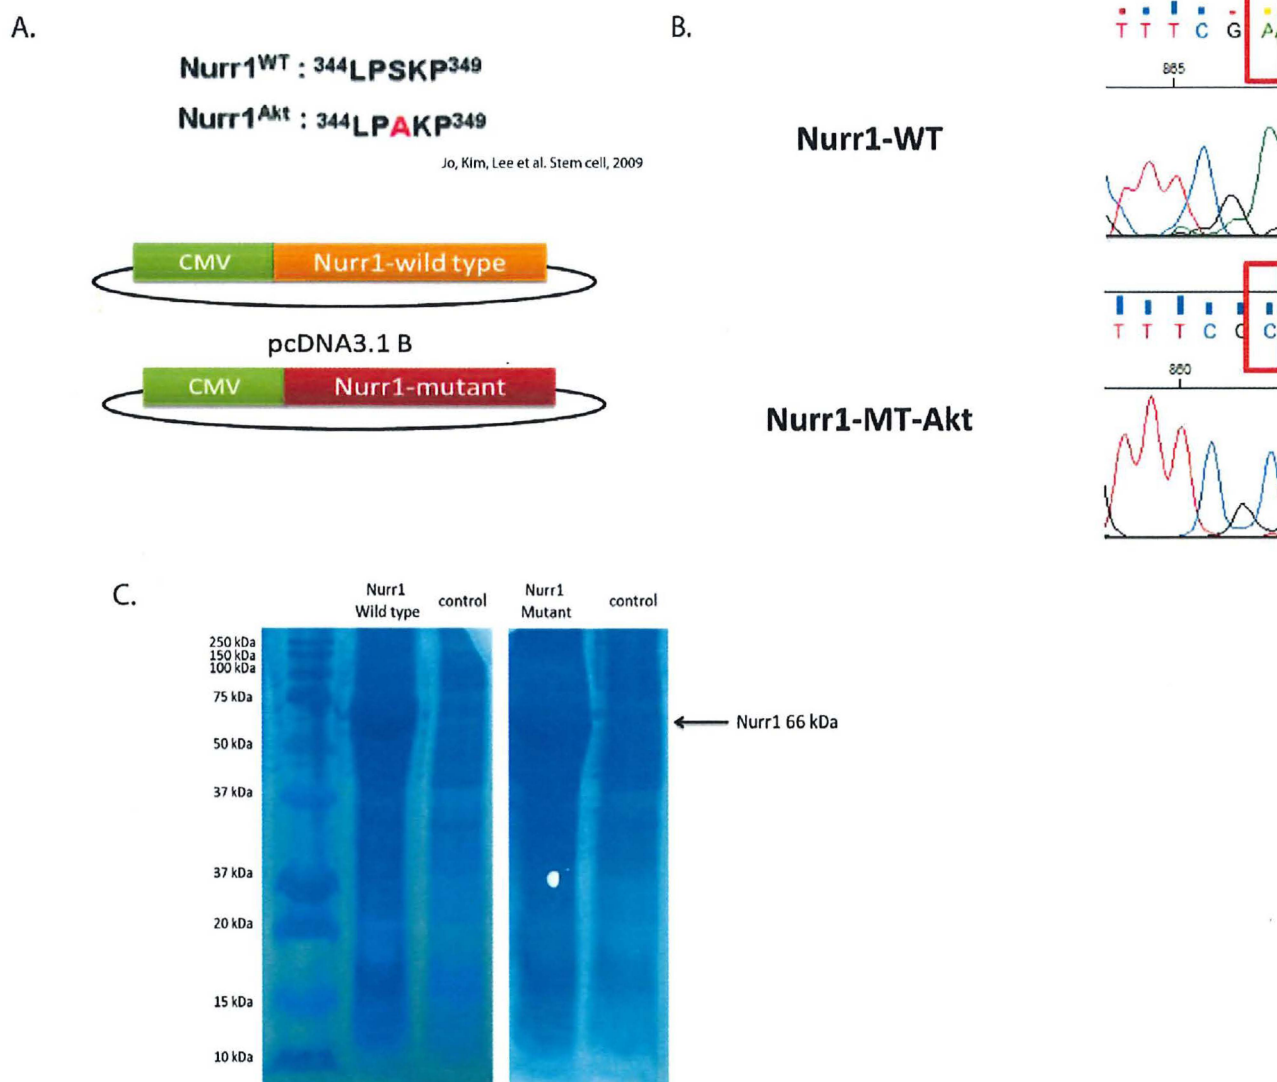 A.
Nurr1WT : 344LPSKP349
Nurr1Akt : 344LPAKP349
Jo, Kim, Lee et al. Stem cell, 2009
CMV Nurr1-wild type
pcDNA3.1 B
CMV Nurr1-mutant
B.
T T T C G A
865
Nurr1-WT
T T T C C
860
Nurr1-MT-Akt
C.
Nurr1
Wild type
control
Nurr1
Mutant
control
250 kDa
150 kDa
100 kDa
75 kDa
50 kDa
37 kDa
37 kDa
20 kDa
15 kDa
10 kDa
Nurr1 66 kDa